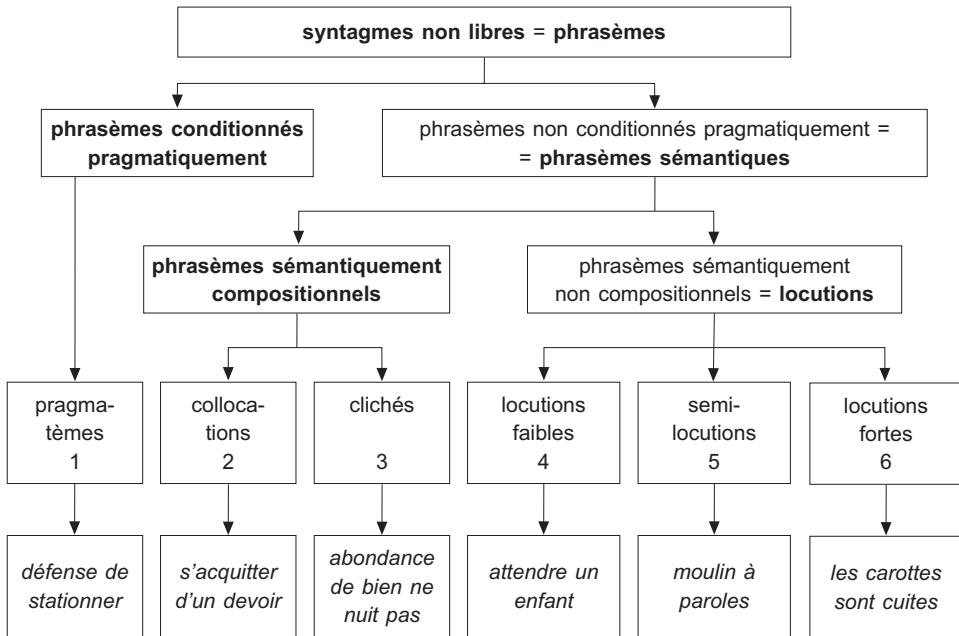 syntagmes non libres = phrasèmes
phrasèmes conditionnés
pragmatiquement
phrasèmes non conditionnés pragmatiquement =
= phrasèmes sémantiques
phrasèmes sémantiquement
compositionnels
phrasèmes sémantiquement
non compositionnels = locutions
pragma-
tèmes
1
colloca-
tions
2
clichés
3
locutions
faibles
4
semi-
locutions
5
locutions
fortes
6
défense de
stationner
s'acquitter
d'un devoir
abondance
de bien ne
nuit pas
attendre un
enfant
moulin à
paroles
les carottes
sont cuites